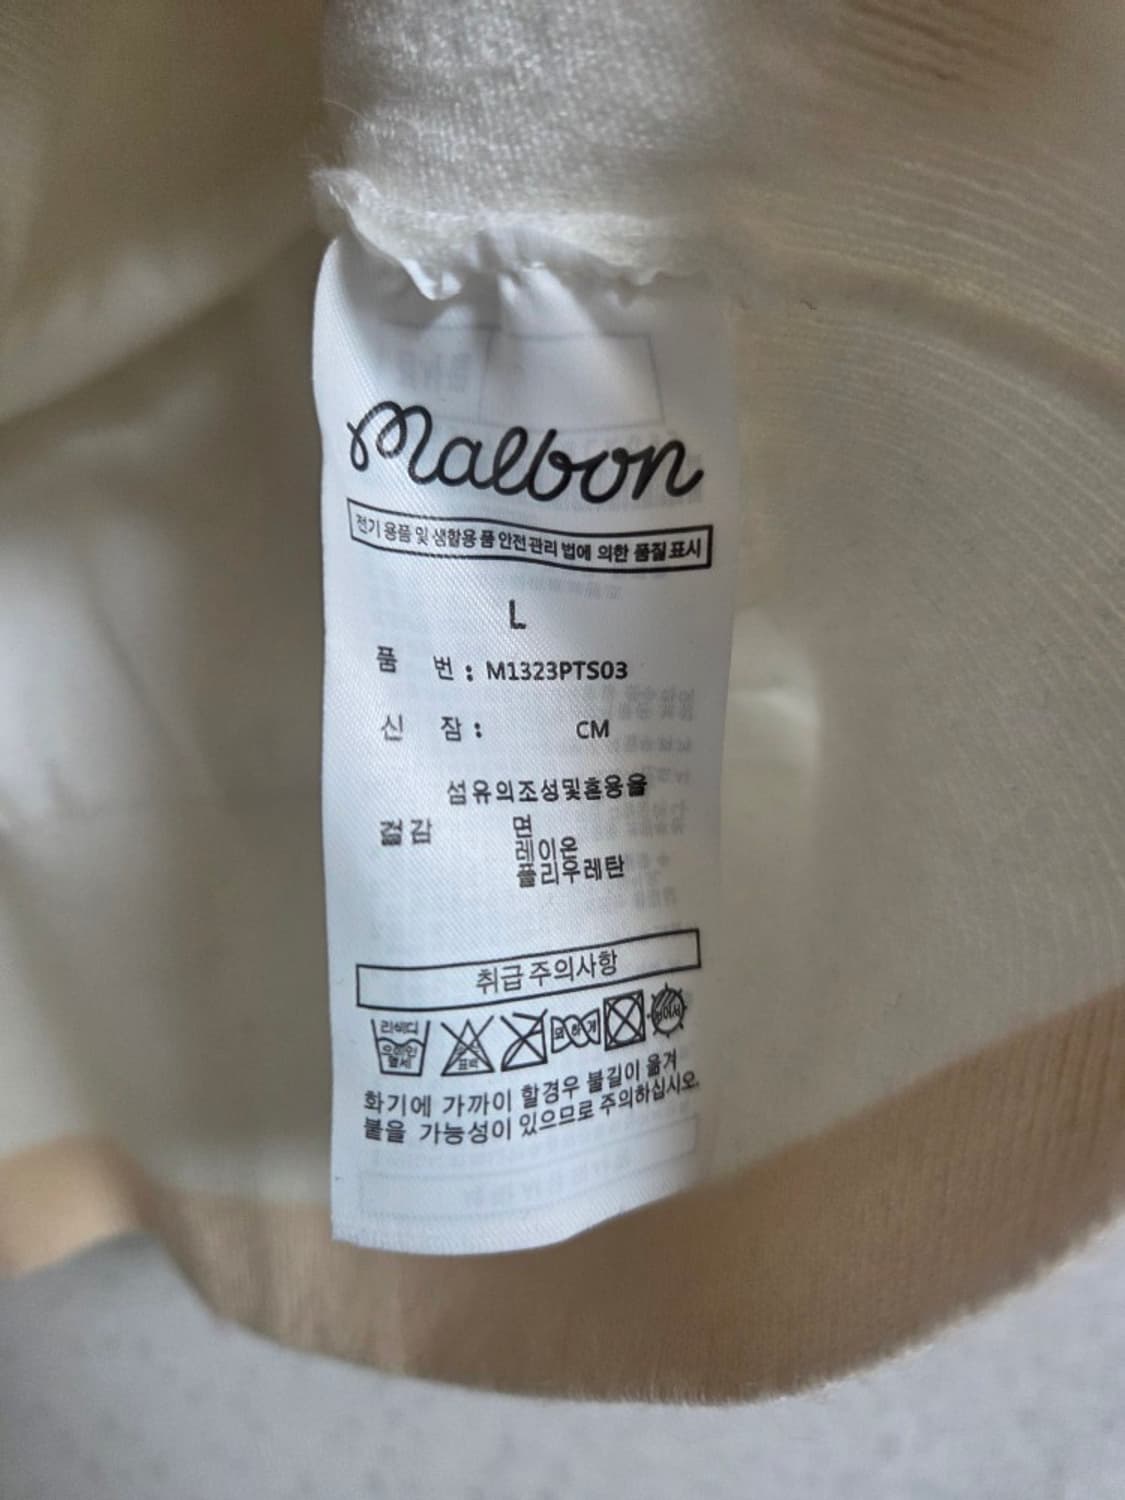 Malbon
전기 용품 및 생활용 품 안전관리 법에 의한 품질표시
L
품 번 : M1323PTS03
신 장 : CM
섬유의조성및혼용율
겉감 면
레이온
폴리우레탄
취급주의사항
표백
화기에 가까이 할경우 불길이 옮겨
붙을 가능성이 있으므로 주의하십시오.